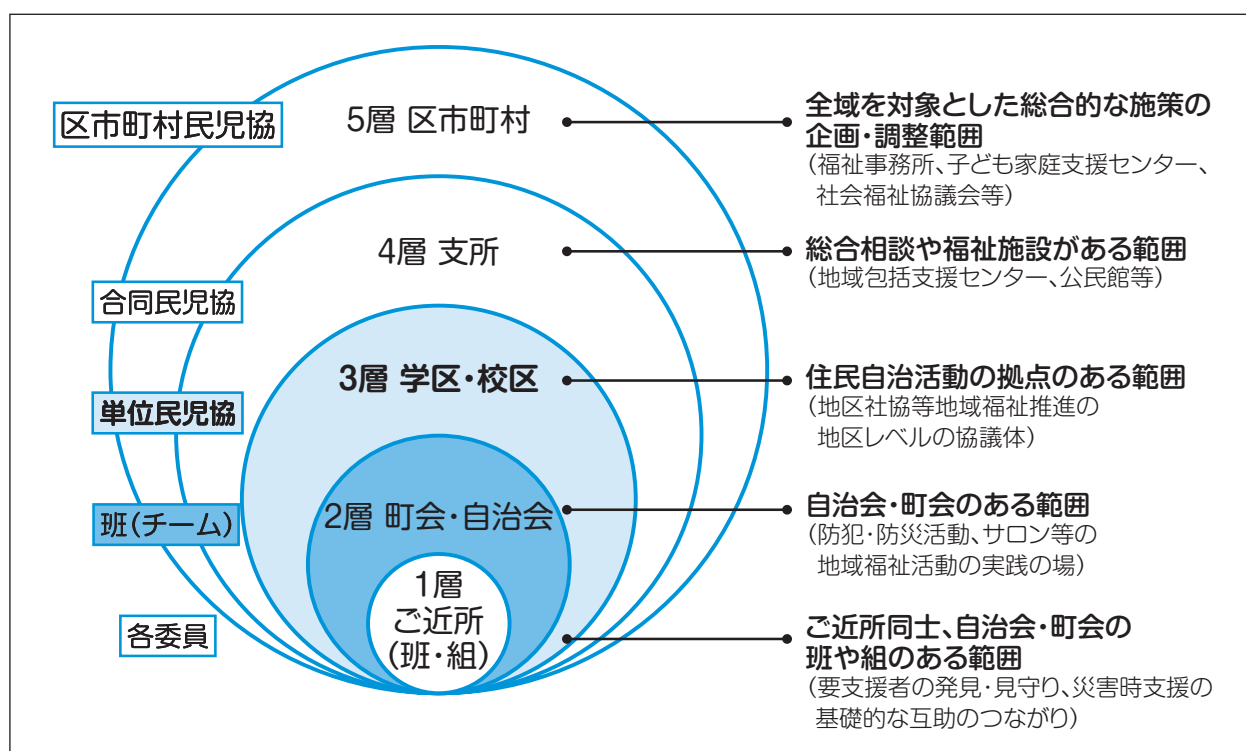 区市町村民児協
5層 区市町村
全域を対象とした総合的な施策の
企画・調整範囲
(福祉事務所、子ども家庭支援センター、
社会福祉協議会等)
合同民児協
4層 支所
総合相談や福祉施設がある範囲
(地域包括支援センター、公民館等)
単位民児協
3層 学区・校区
住民自治活動の拠点のある範囲
(地区社協等地域福祉推進の
地区レベルの協議体)
班(チーム)
2層 町会・自治会
自治会・町会のある範囲
(防犯・防災活動、サロン等の
地域福祉活動の実践の場)
各委員
1層
ご近所
(班・組)
ご近所同士、自治会・町会の
班や組のある範囲
(要支援者の発見・見守り、災害時支援の
基礎的な互助のつながり)